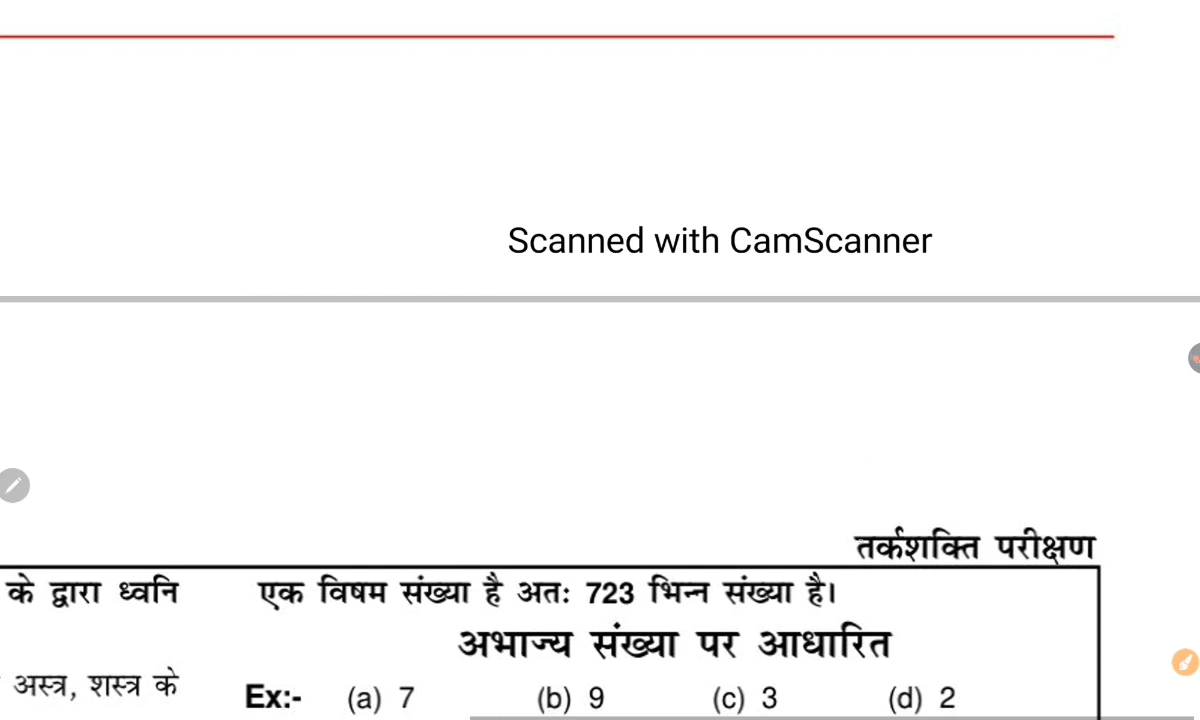 Scanned with CamScanner
तर्कशक्ति परीक्षण
के द्वारा ध्वनि
अस्त्र, शस्त्र के
एक विषम संख्या है अतः 723 भिन्न संख्या है।
अभाज्य संख्या पर आधारित
Ex:- (a) 7 (b) 9 (c) 3 (d) 2